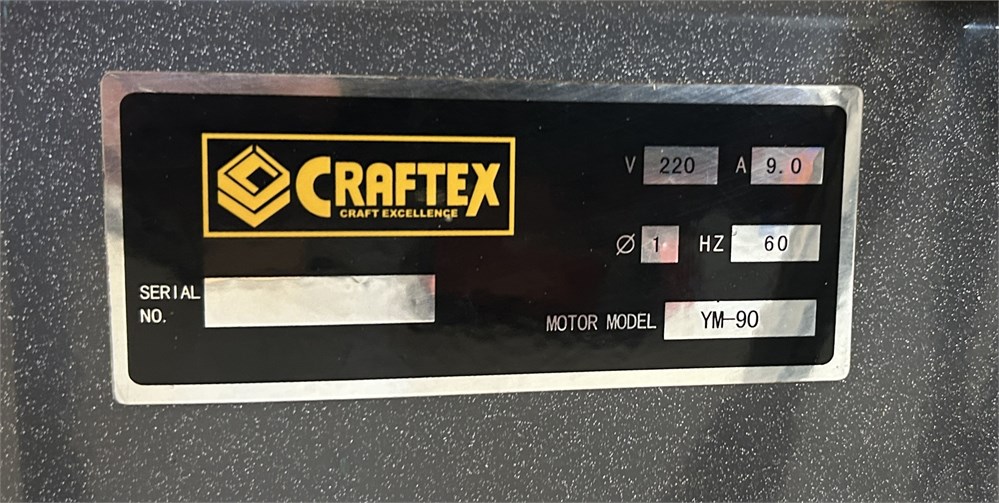 CRAFTEX
CRAFT EXCELLENCE
V 220 A 9.0
Ø 1 HZ 60
SERIAL
NO.
MOTOR MODEL YM-90